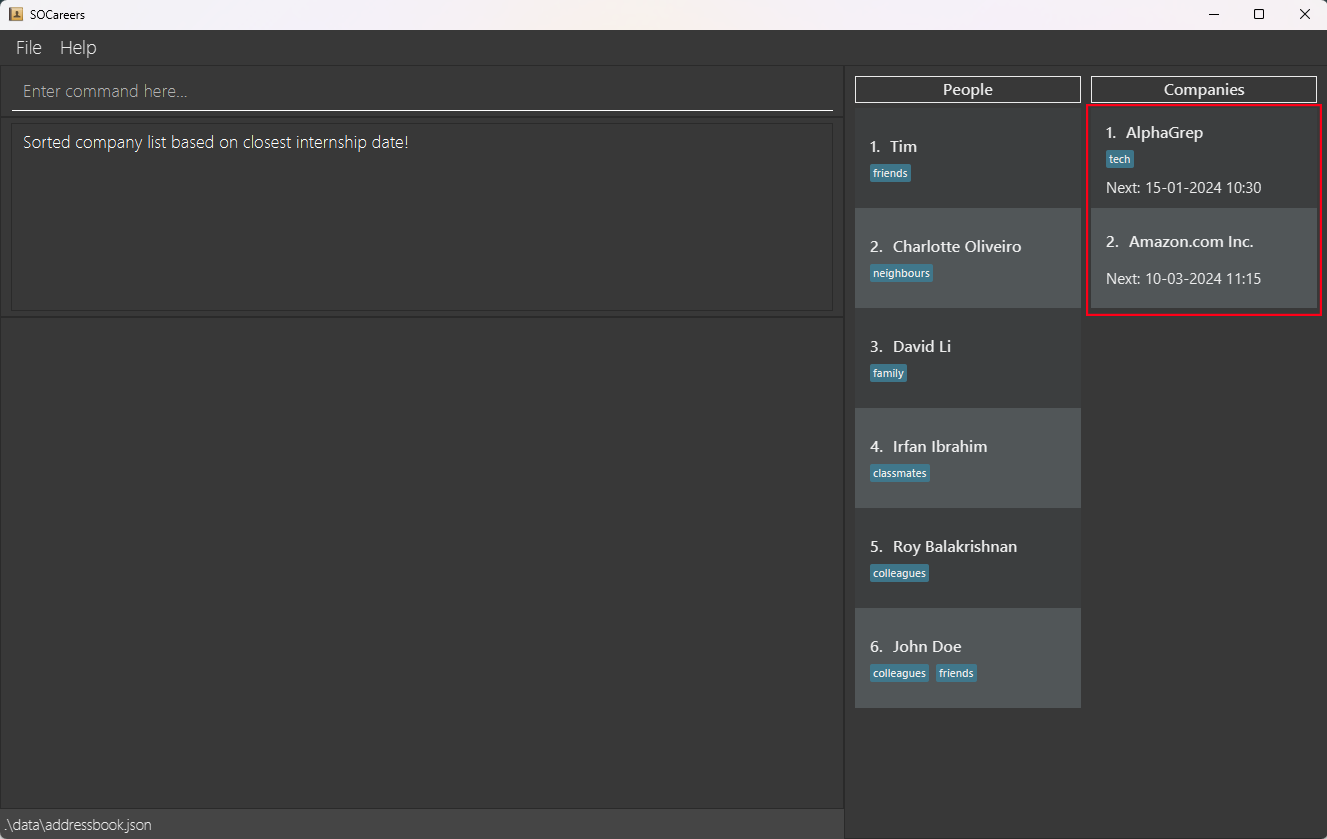 SOCareers
File Help
Enter command here...
Sorted company list based on closest internship date!
People
1. Tim
friends
2. Charlotte Oliveiro
neighbours
3. David Li
family
4. Irfan Ibrahim
classmates
5. Roy Balakrishnan
colleagues
6. John Doe
colleagues friends
Companies
1. AlphaGrep
tech
Next: 15-01-2024 10:30
2. Amazon.com Inc.
Next: 10-03-2024 11:15
.\data\addressbook.json